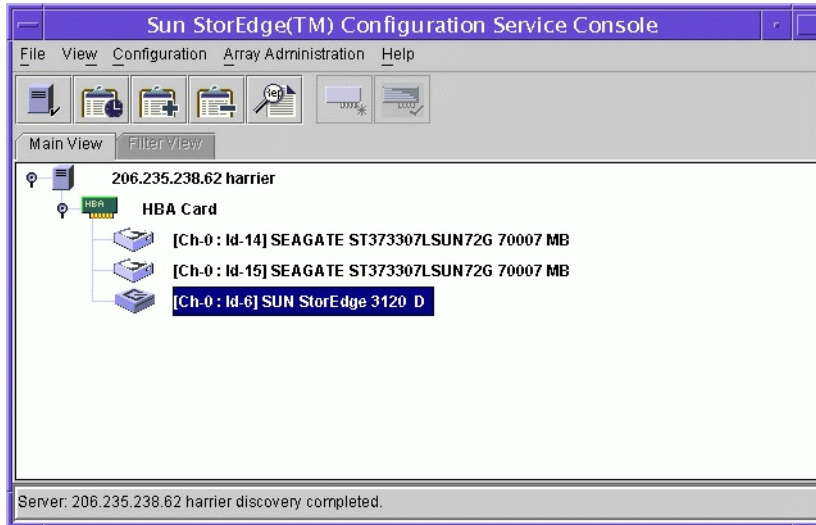 Sun StorEdge(TM) Configuration Service Console
File View Configuration Array Administration Help
Rep
Main View Filter View
206.235.238.62 harrier
HBA HBA Card
[Ch-0 : Id-14] SEAGATE ST373307LSUN72G 70007 MB
[Ch-0 : Id-15] SEAGATE ST373307LSUN72G 70007 MB
[Ch-0 : Id-6] SUN StorEdge 3120 D
Server: 206.235.238.62 harrier discovery completed.